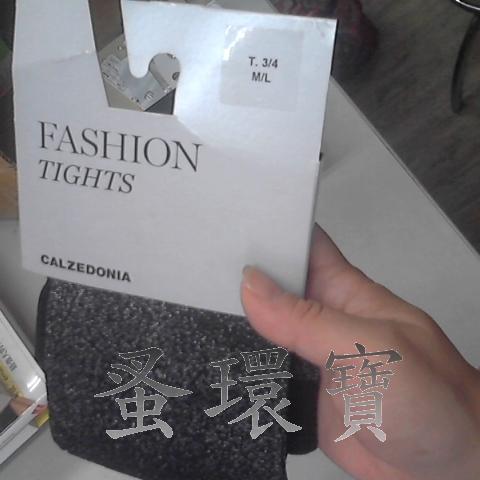 T. 3/4
M/L
FASHION
TIGHTS
CALZEDONIA
蚤環寶